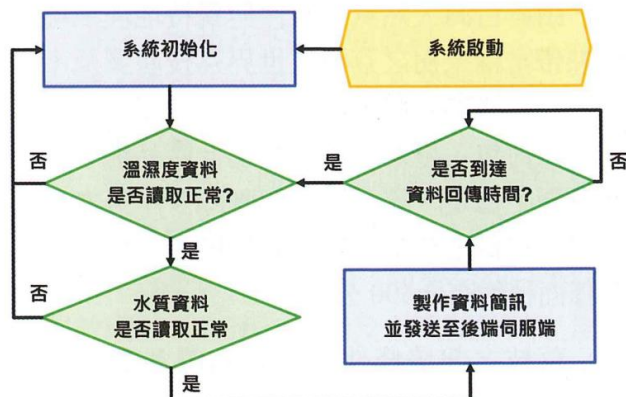 系統初始化
系統啟動
否
溫濕度資料
是否讀取正常?
是
是否到達
資料回傳時間?
否
是
否
水質資料
是否讀取正常
製作資料簡訊
並發送至後端伺服端
是